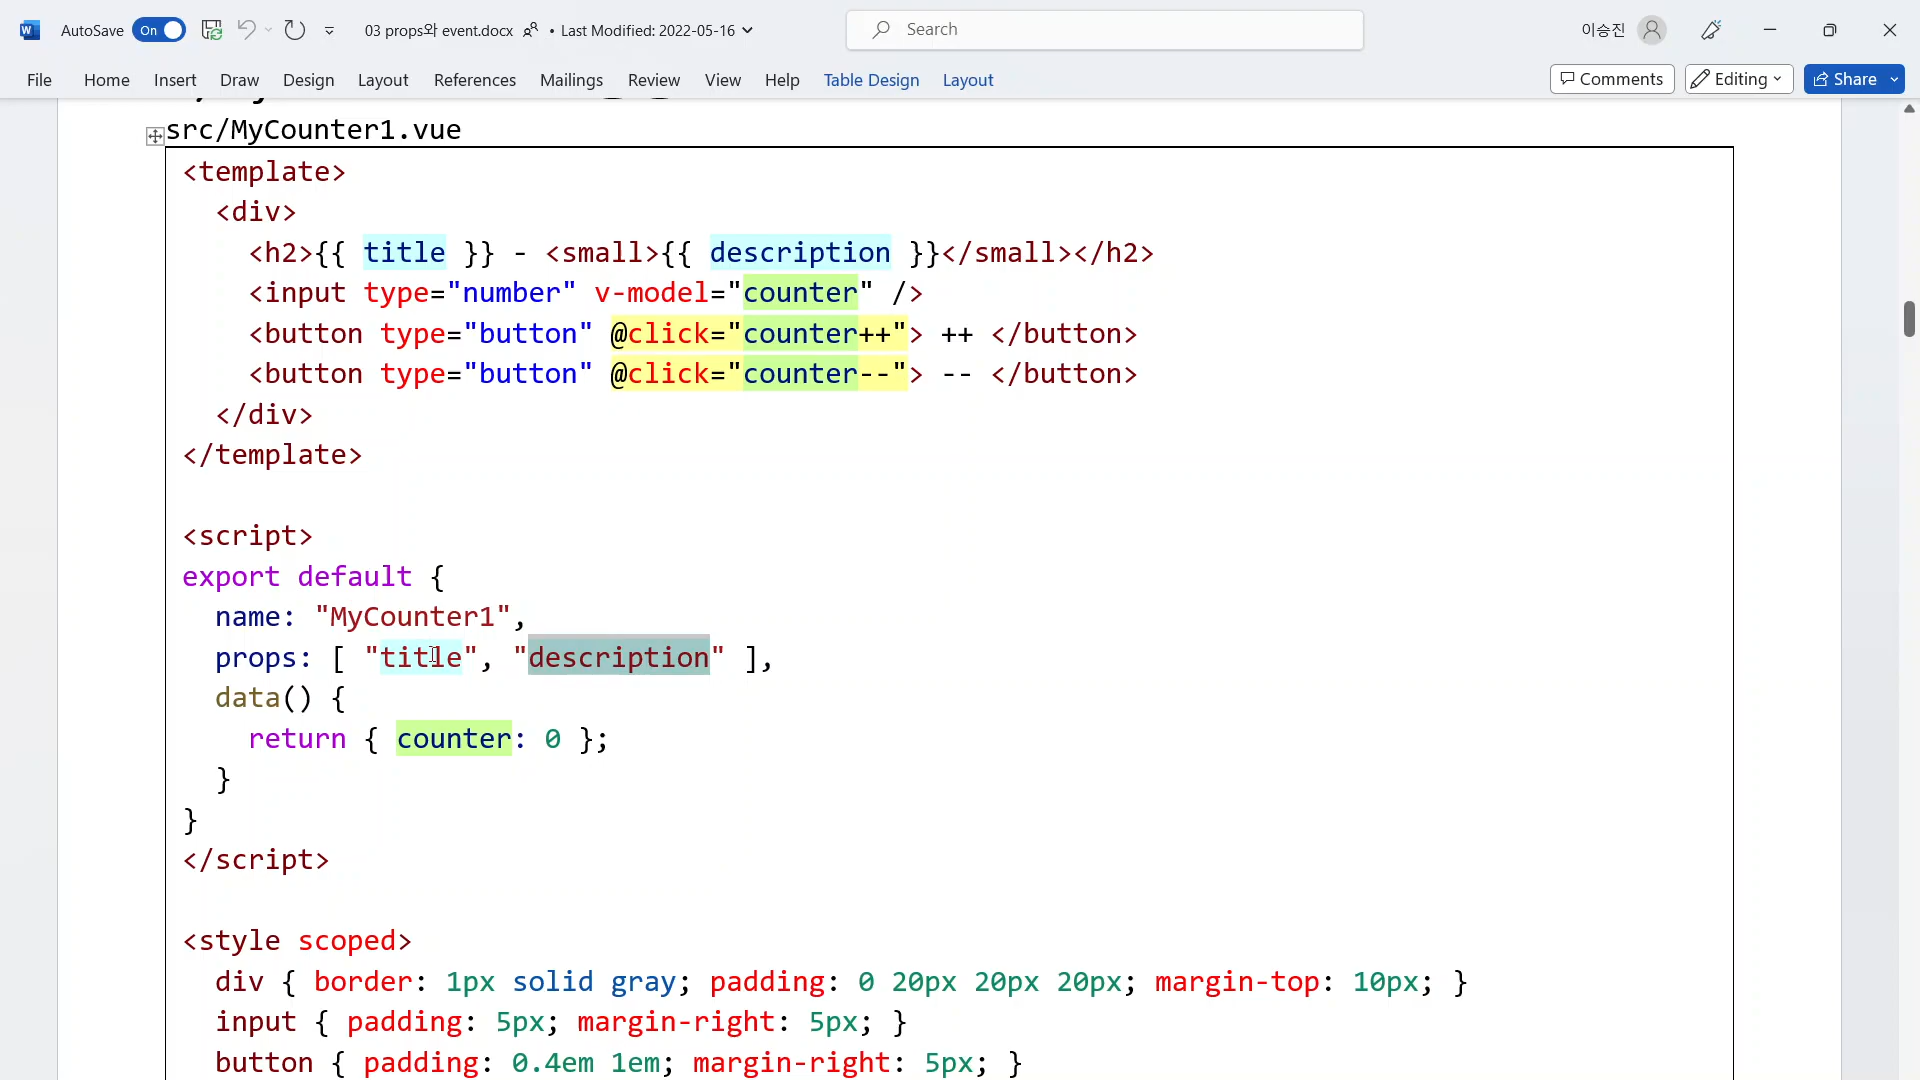 AutoSave On 03 props와 event.docx • Last Modified: 2022-05-16 Search 이승진
File Home Insert Draw Design Layout References Mailings Review View Help Table Design Layout Comments Editing Share
src/MyCounter1.vue
<template>
  <div>
    <h2>{{ title }} - <small>{{ description }}</small></h2>
    <input type="number" v-model="counter" />
    <button type="button" @click="counter++"> ++ </button>
    <button type="button" @click="counter--"> -- </button>
  </div>
</template>
<script>
export default {
  name: "MyCounter1",
  props: [ "title", "description" ],
  data() {
    return { counter: 0 };
  }
}
</script>
<style scoped>
  div { border: 1px solid gray; padding: 0 20px 20px 20px; margin-top: 10px; }
  input { padding: 5px; margin-right: 5px; }
  button { padding: 0.4em 1em; margin-right: 5px; }